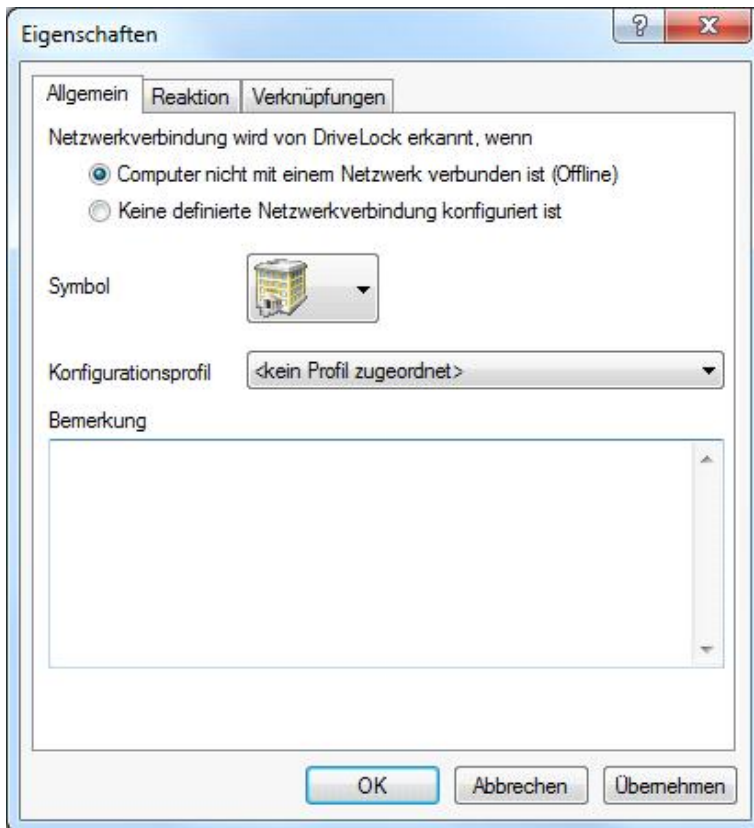 Eigenschaften
Allgemein Reaktion Verknüpfungen
Netzwerkverbindung wird von DriveLock erkannt, wenn
Computer nicht mit einem Netzwerk verbunden ist (Offline)
Keine definierte Netzwerkverbindung konfiguriert ist
Symbol
Konfigurationsprofil <kein Profil zugeordnet>
Bemerkung
OK Abbrechen Übernehmen